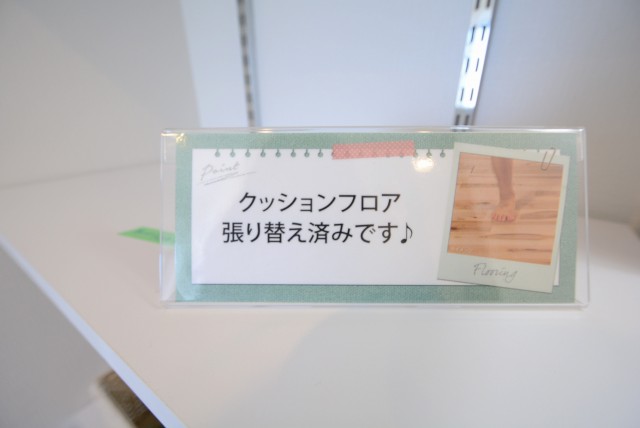 Point
クッションフロア
張り替え済みです♪
Flooring